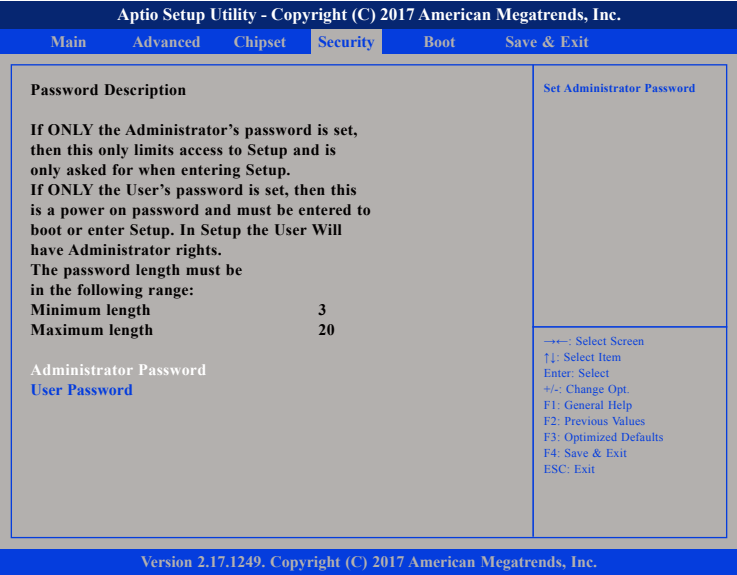 Aptio Setup Utility - Copyright (C) 2017 American Megatrends, Inc.
Main Advanced Chipset Security Boot Save & Exit
Password Description
If ONLY the Administrator's password is set,
then this only limits access to Setup and is
only asked for when entering Setup.
If ONLY the User's password is set, then this
is a power on password and must be entered to
boot or enter Setup. In Setup the User Will
have Administrator rights.
The password length must be
in the following range:
Minimum length 3
Maximum length 20
Administrator Password
User Password
Set Administrator Password
→←: Select Screen
↑↓: Select Item
Enter: Select
+/-: Change Opt.
F1: General Help
F2: Previous Values
F3: Optimized Defaults
F4: Save & Exit
ESC: Exit
Version 2.17.1249. Copyright (C) 2017 American Megatrends, Inc.